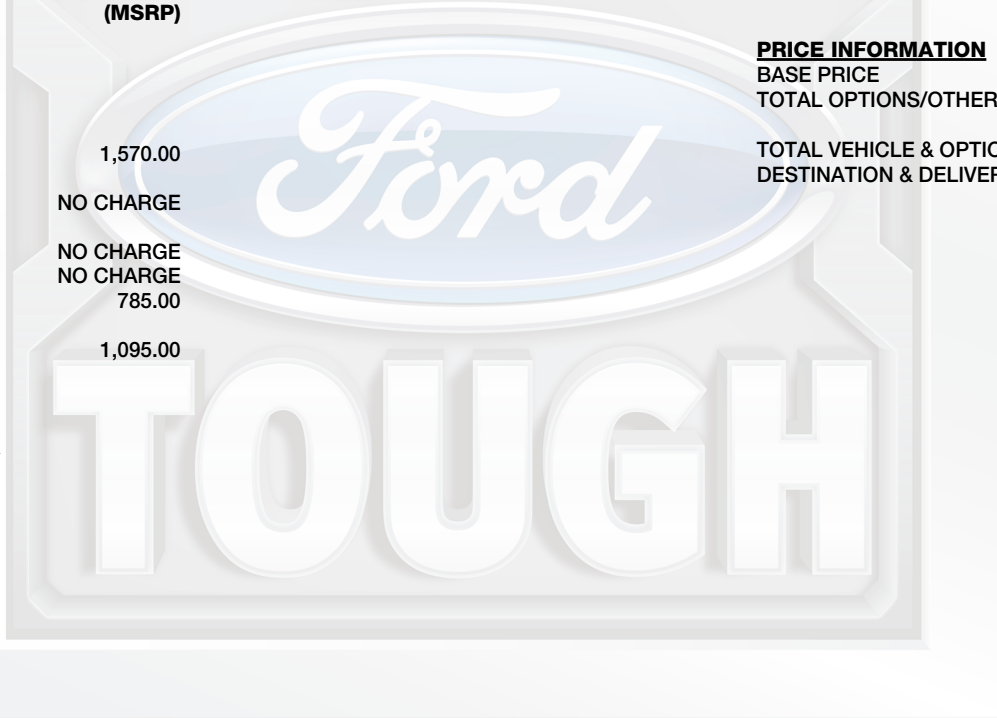 (MSRP)
1,570.00
NO CHARGE
NO CHARGE
NO CHARGE
785.00
1,095.00
PRICE INFORMATION
BASE PRICE
TOTAL OPTIONS/OTHER
TOTAL VEHICLE & OPTIO
DESTINATION & DELIVER
Ford
TOUGH